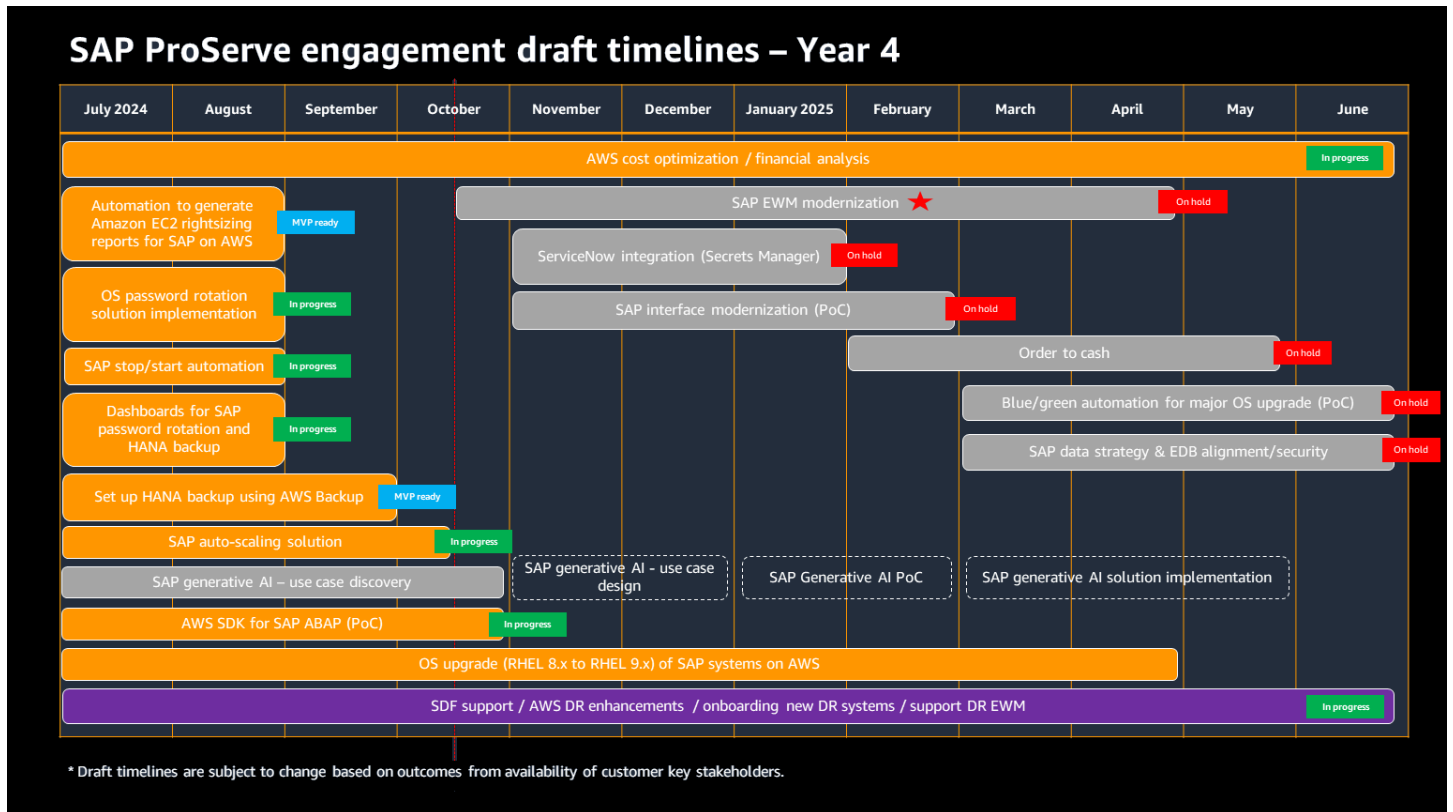 SAP ProServe engagement draft timelines – Year 4
July 2024
August
September
October
November
December
January 2025
February
March
April
May
June
AWS cost optimization / financial analysis
In progress
Automation to generate
Amazon EC2 rightsizing
reports for SAP on AWS
MVP ready
SAP EWM modernization
On hold
ServiceNow integration (Secrets Manager)
On hold
OS password rotation
solution implementation
In progress
SAP interface modernization (PoC)
On hold
SAP stop/start automation
In progress
Order to cash
On hold
Dashboards for SAP
password rotation and
HANA backup
In progress
Blue/green automation for major OS upgrade (PoC)
On hold
SAP data strategy & EDB alignment/security
On hold
Set up HANA backup using AWS Backup
MVP ready
SAP auto-scaling solution
In progress
SAP generative AI – use case discovery
SAP generative AI - use case
design
SAP Generative AI PoC
SAP generative AI solution implementation
AWS SDK for SAP ABAP (PoC)
In progress
OS upgrade (RHEL 8.x to RHEL 9.x) of SAP systems on AWS
SDF support / AWS DR enhancements / onboarding new DR systems / support DR EWM
In progress
* Draft timelines are subject to change based on outcomes from availability of customer key stakeholders.